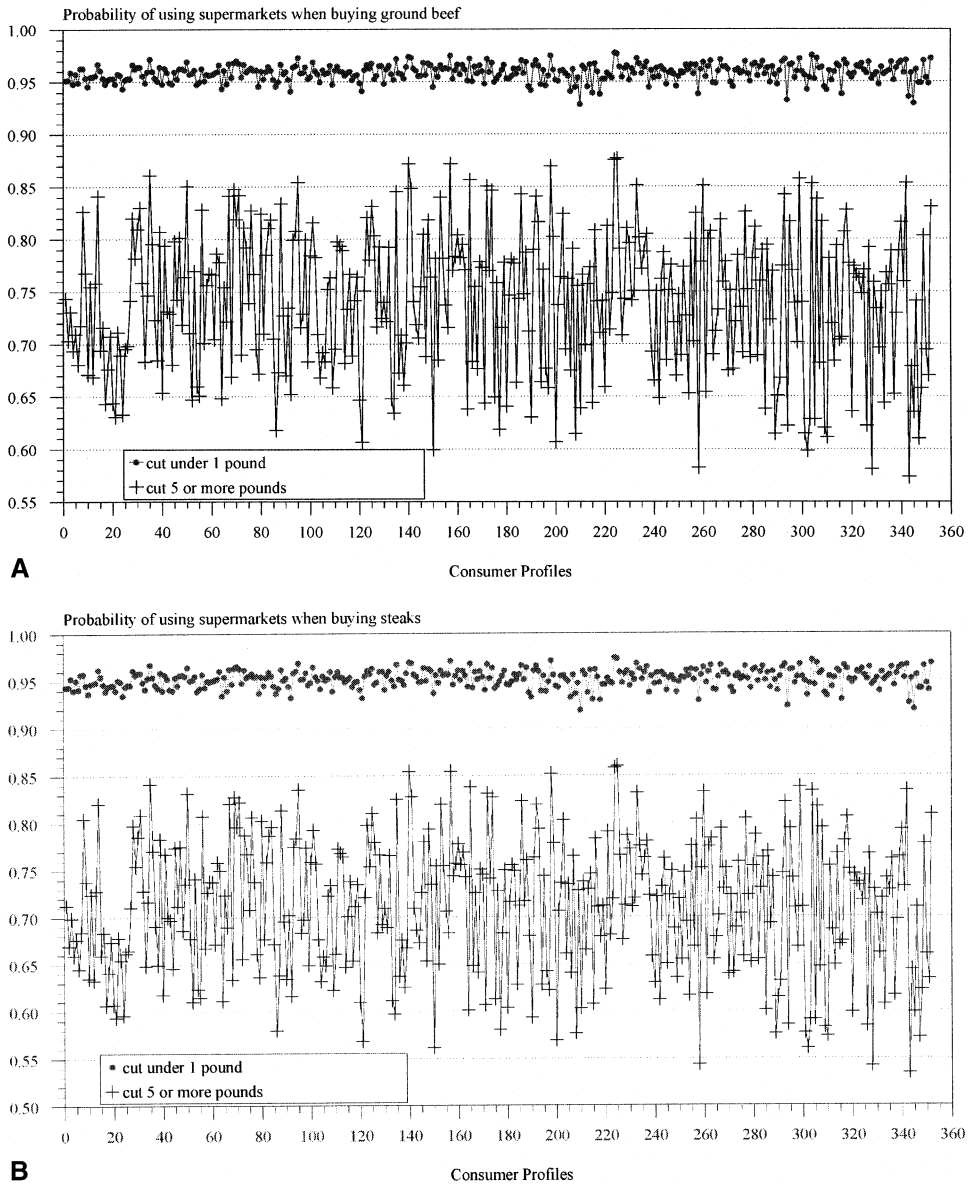 Probability of using supermarkets when buying ground beef
1.00
0.95
0.90
0.85
0.80
0.75
0.70
0.65
0.60
0.55
cut under 1 pound
cut 5 or more pounds
0 20 40 60 80 100 120 140 160 180 200 220 240 260 280 300 320 340 360
A
Consumer Profiles
Probability of using supermarkets when buying steaks
1.00
0.95
0.90
0.85
0.80
0.75
0.70
0.65
0.60
0.55
0.50
cut under 1 pound
cut 5 or more pounds
0 20 40 60 80 100 120 140 160 180 200 220 240 260 280 300 320 340 360
B
Consumer Profiles